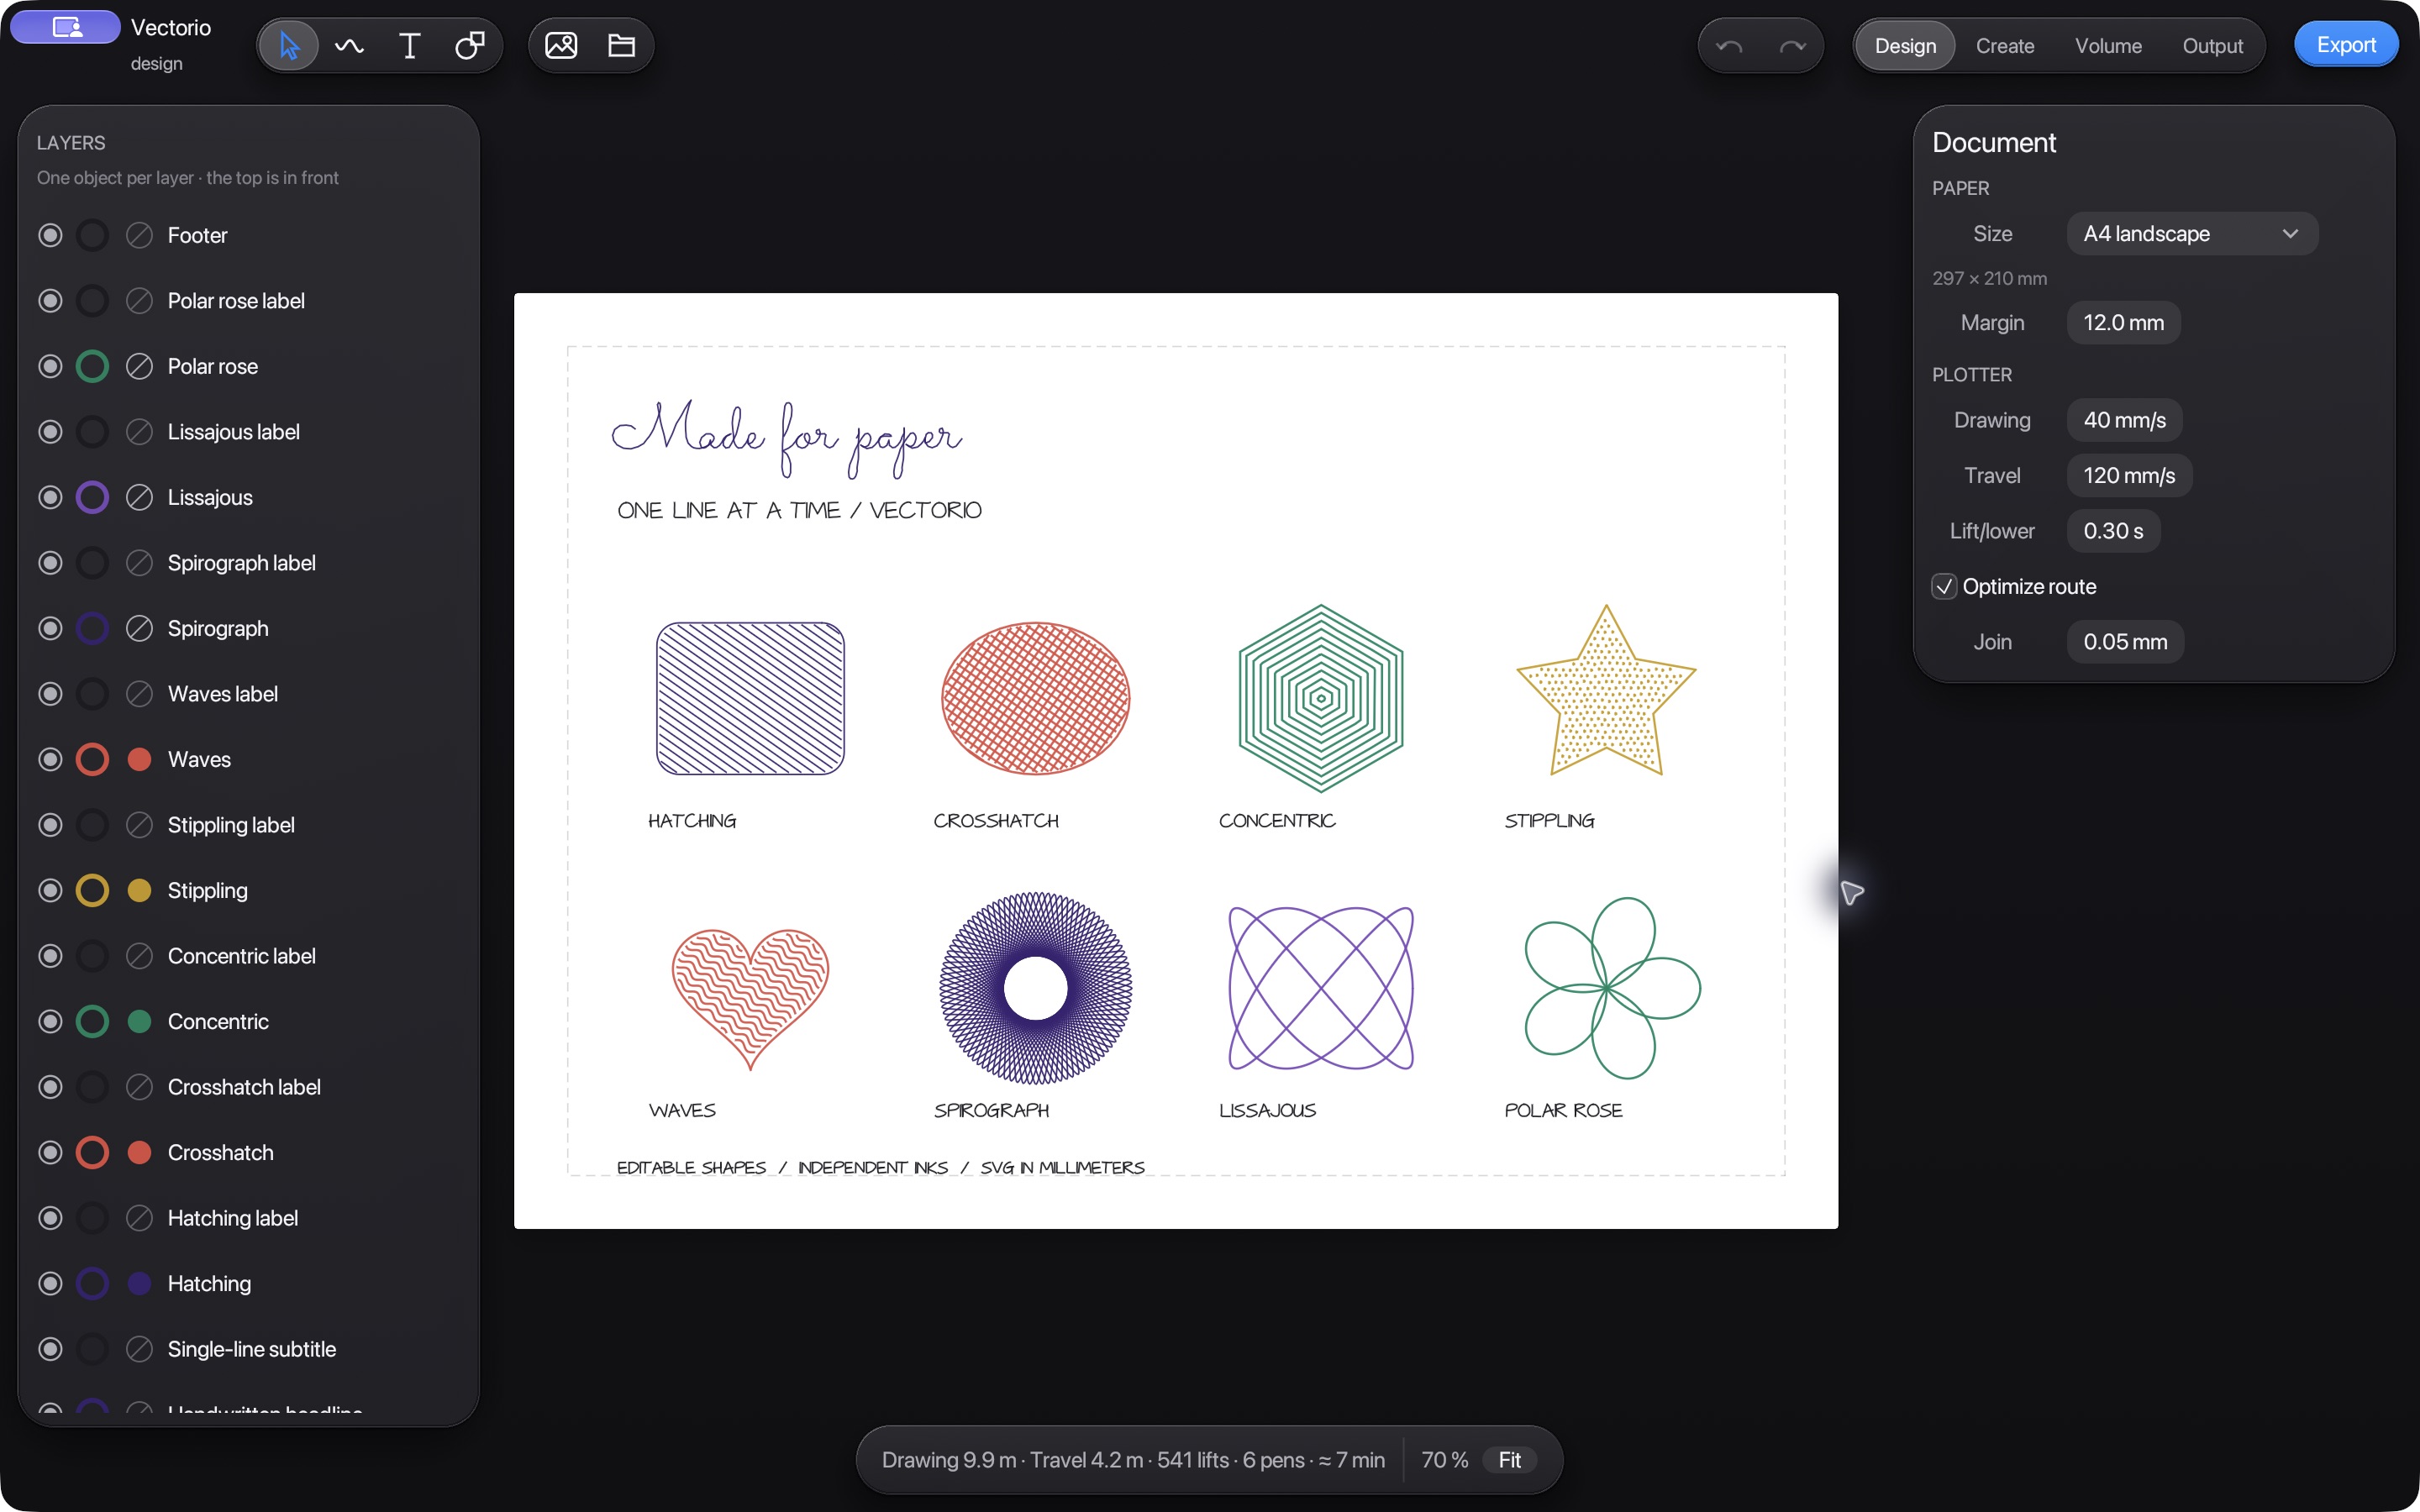 Vectorio
design
Design
Create
Volume
Output
Export
LAYERS
One object per layer · the top is in front
Footer
Polar rose label
Polar rose
Lissajous label
Lissajous
Spirograph label
Spirograph
Waves label
Waves
Stippling label
Stippling
Concentric label
Concentric
Crosshatch label
Crosshatch
Hatching label
Hatching
Single-line subtitle
Handwritten headline
Made for paper
ONE LINE AT A TIME / VECTORIO
HATCHING
CROSSHATCH
CONCENTRIC
STIPPLING
WAVES
SPIROGRAPH
LISSAJOUS
POLAR ROSE
EDITABLE SHAPES / INDEPENDENT INKS / SVG IN MILLIMETERS
Document
PAPER
Size A4 landscape
297 × 210 mm
Margin 12.0 mm
PLOTTER
Drawing 40 mm/s
Travel 120 mm/s
Lift/lower 0.30 s
Optimize route
Join 0.05 mm
Drawing 9.9 m · Travel 4.2 m · 541 lifts · 6 pens · ≈ 7 min 70 % Fit